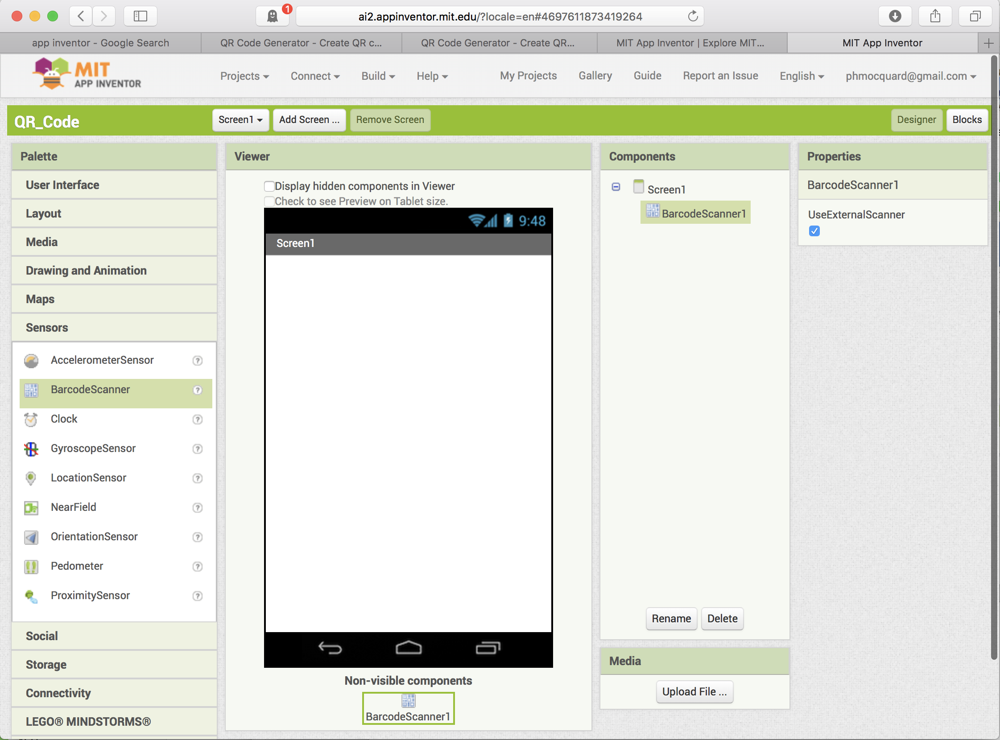 1
ai2.appinventor.mit.edu/?locale=en#4697611873419264
app inventor - Google Search
QR Code Generator - Create QR c...
QR Code Generator - Create QR...
MIT App Inventor | Explore MIT...
MIT App Inventor
MIT
APP INVENTOR
Projects
Connect
Build
Help
My Projects
Gallery
Guide
Report an Issue
English
phmocquard@gmail.com
QR_Code
Screen1
Add Screen ...
Remove Screen
Designer
Blocks
Palette
User Interface
Layout
Media
Drawing and Animation
Maps
Sensors
AccelerometerSensor ?
BarcodeScanner ?
Clock ?
GyroscopeSensor ?
LocationSensor ?
NearField ?
OrientationSensor ?
Pedometer ?
ProximitySensor ?
Social
Storage
Connectivity
LEGO® MINDSTORMS®
Viewer
Display hidden components in Viewer
Check to see Preview on Tablet size.
9:48
Screen1
Non-visible components
BarcodeScanner1
Components
Screen1
BarcodeScanner1
Rename
Delete
Media
Upload File ...
Properties
BarcodeScanner1
UseExternalScanner